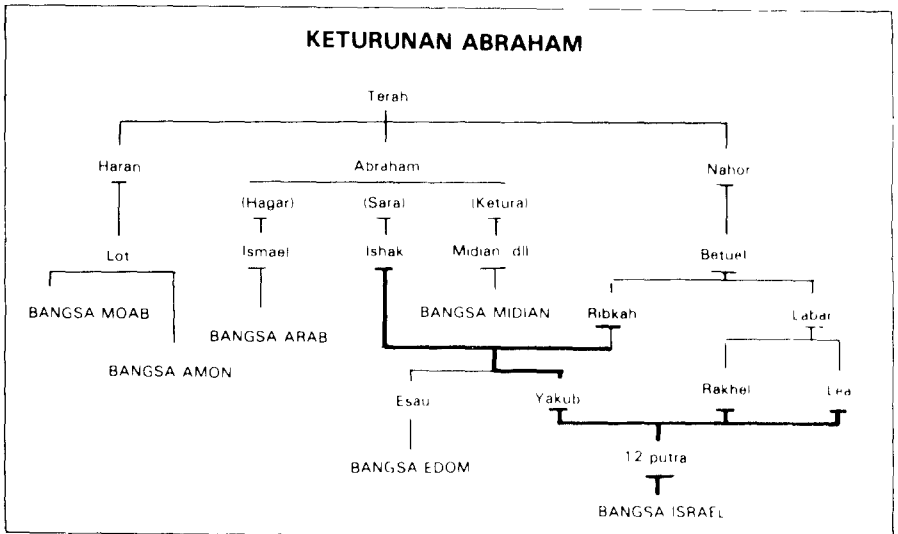 KETURUNAN ABRAHAM
Terah
Haran Abraham Nahor
(Hagar) (Sara) (Ketura)
Lot Ismael Ishak Midian dll Betuel
BANGSA MOAB BANGSA ARAB BANGSA MIDIAN Ribkah Laban
BANGSA AMON
Esau Yakub Rakhel Lea
BANGSA EDOM 12 putra
BANGSA ISRAEL